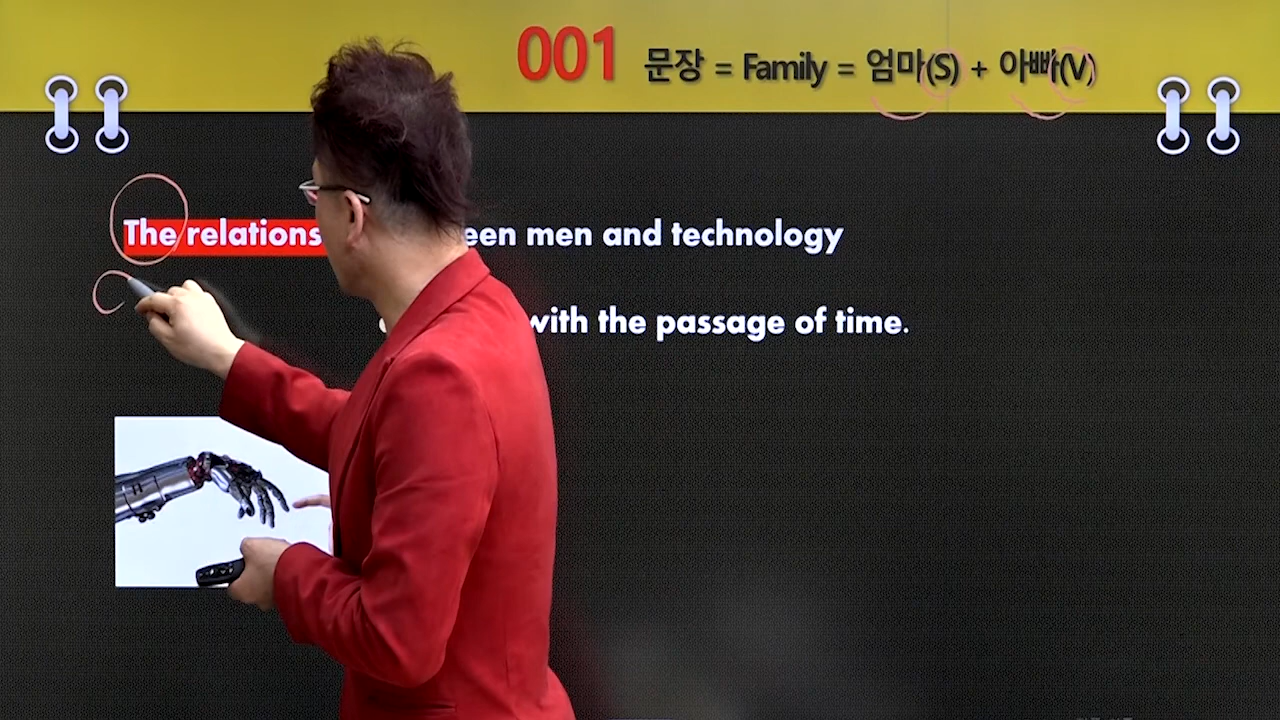 001 문장 = Family = 엄마(S) + 아빠(V)
The relations een men and technology
with the passage of time.